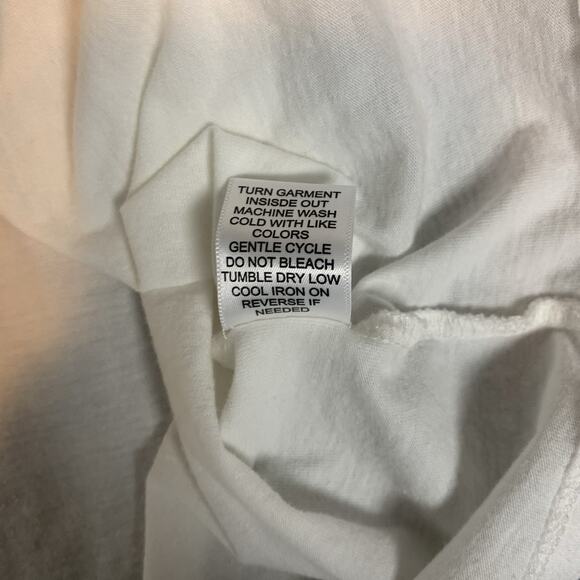 TURN GARMENT
INSISDE OUT
MACHINE WASH
COLD WITH LIKE
COLORS
GENTLE CYCLE
DO NOT BLEACH
TUMBLE DRY LOW
COOL IRON ON
REVERSE IF
NEEDED